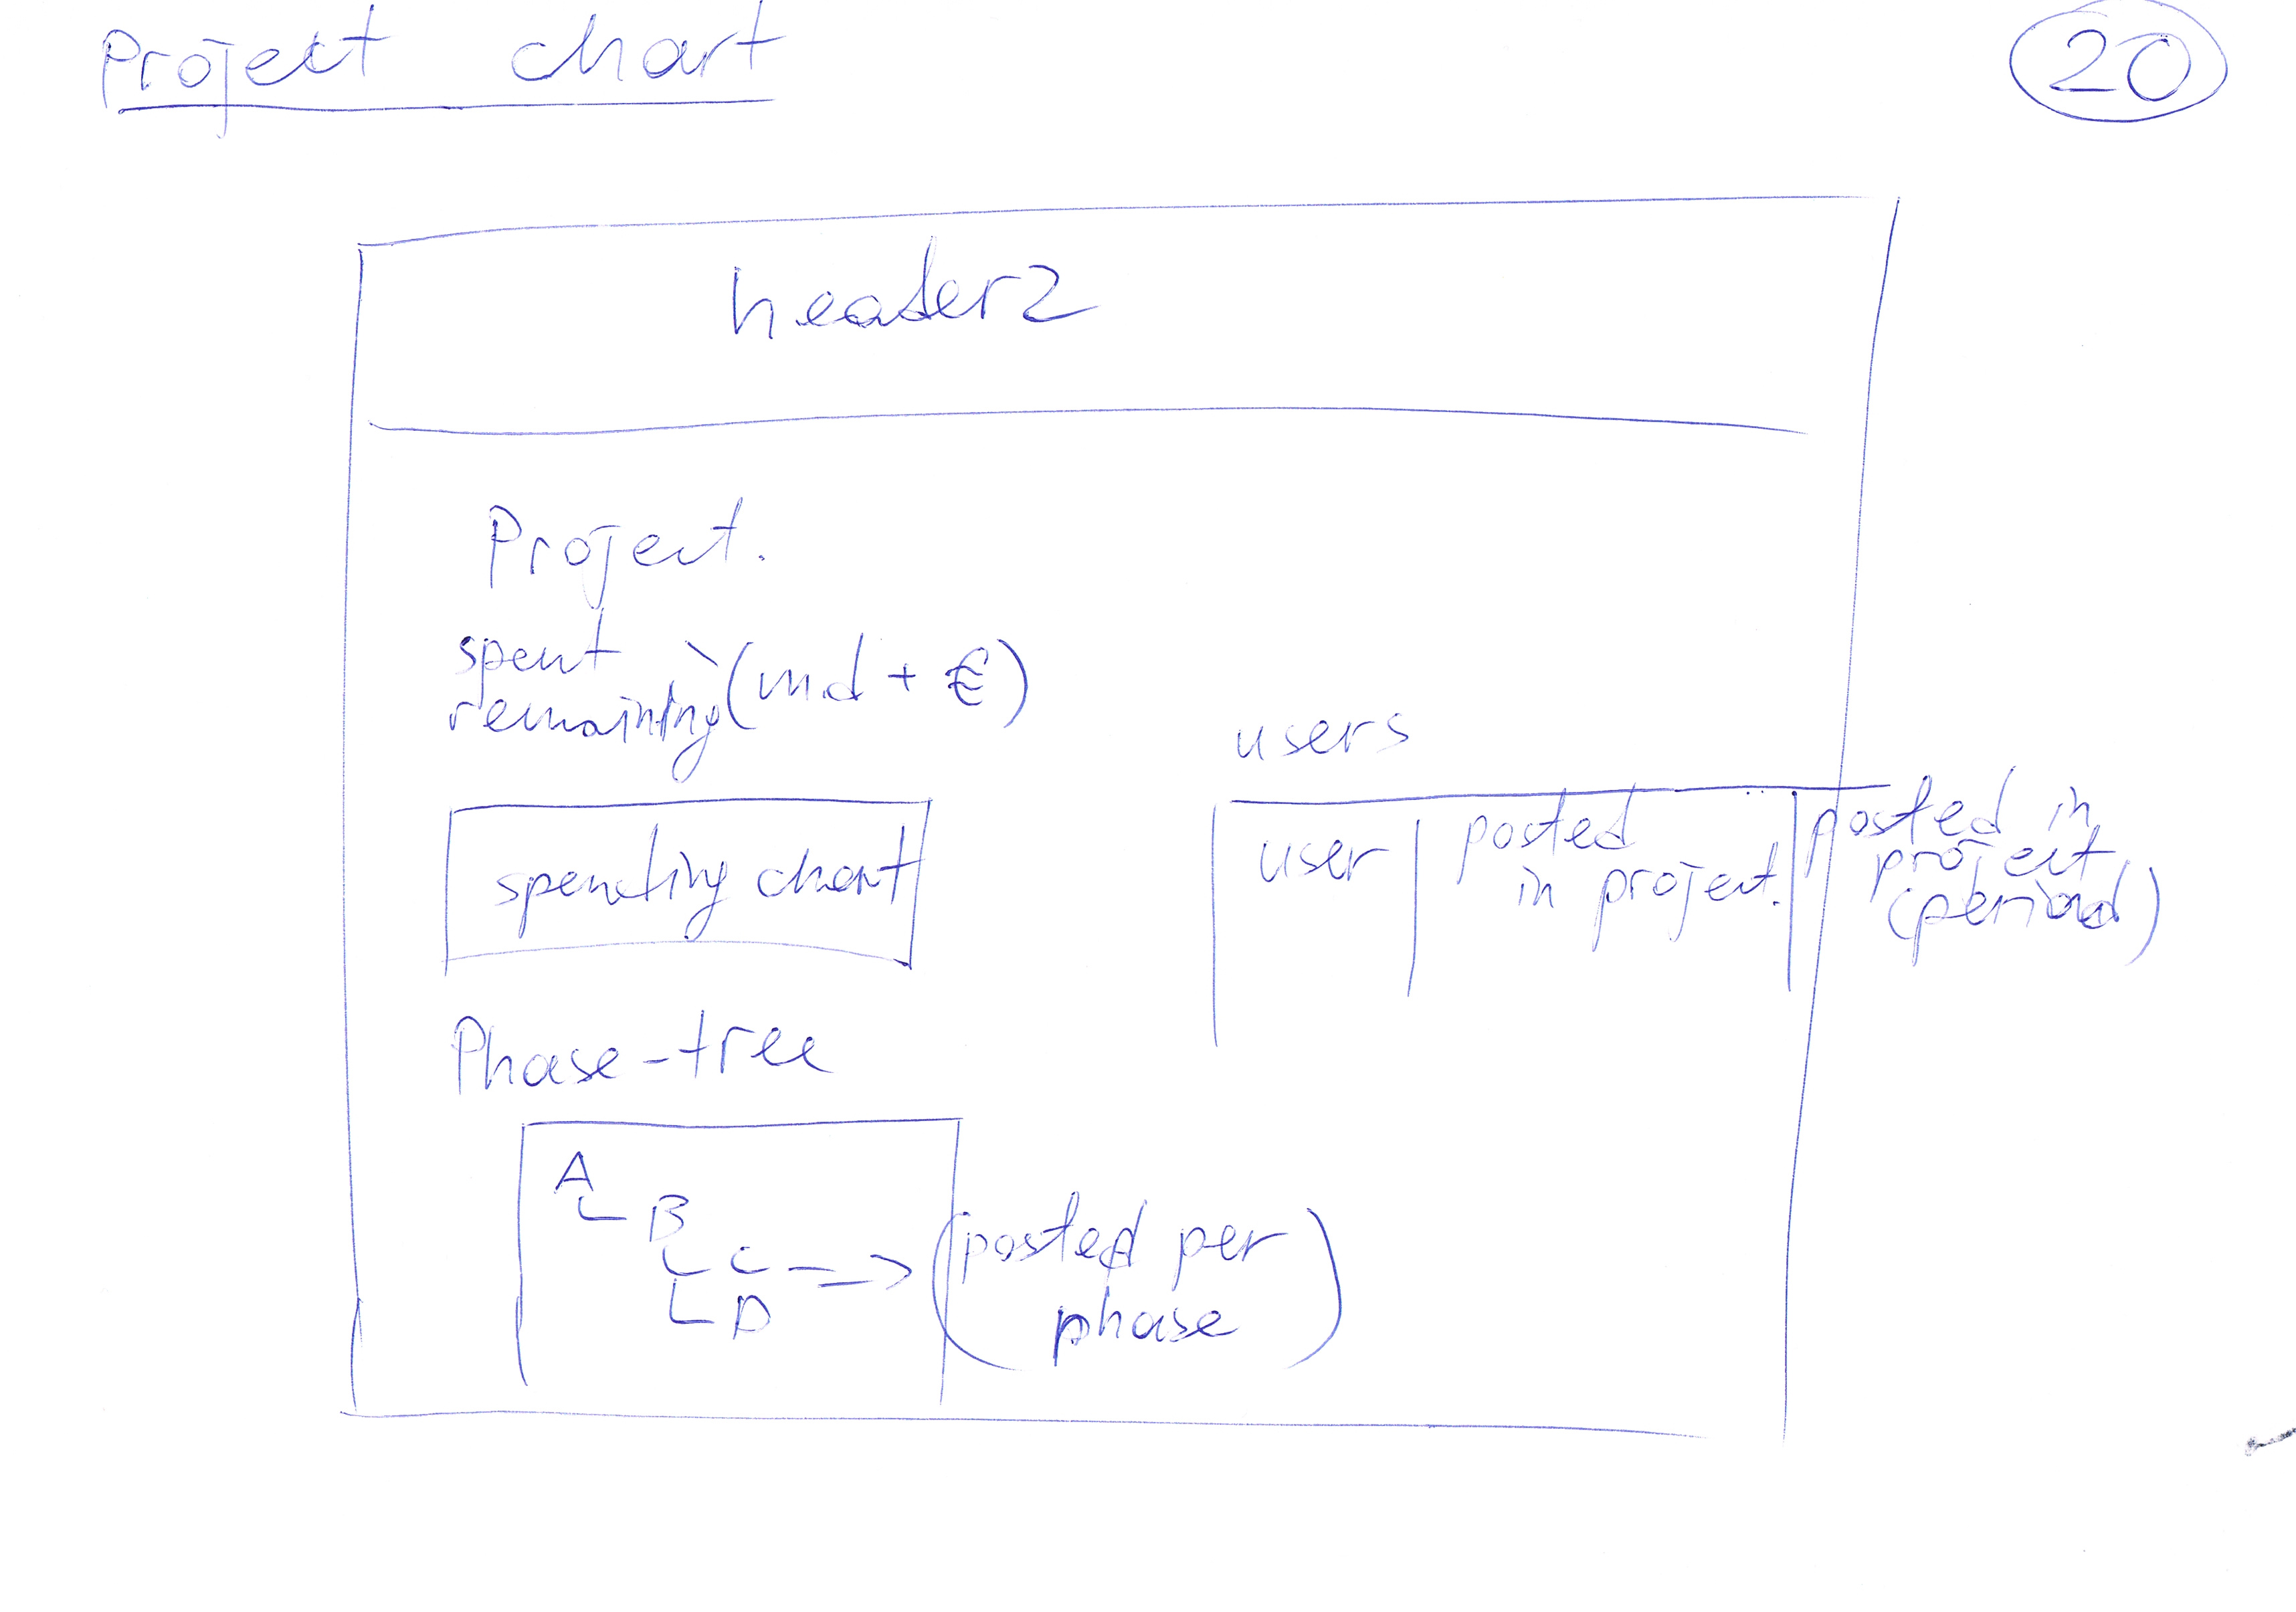 Project chart
20
header2
Project.
spent
remaining (md + €)
users
spending chart
user | posted in project. | posted in project (period)
Phase-tree
A
B
C --> (posted per
D phase)